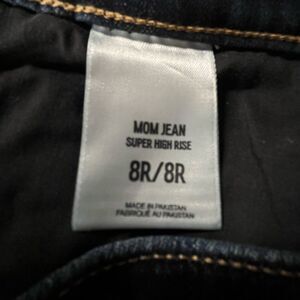 MOM JEAN
SUPER HIGH RISE
8R/8R
MADE IN PAKISTAN
FABRIQUÉ AU PAKISTAN